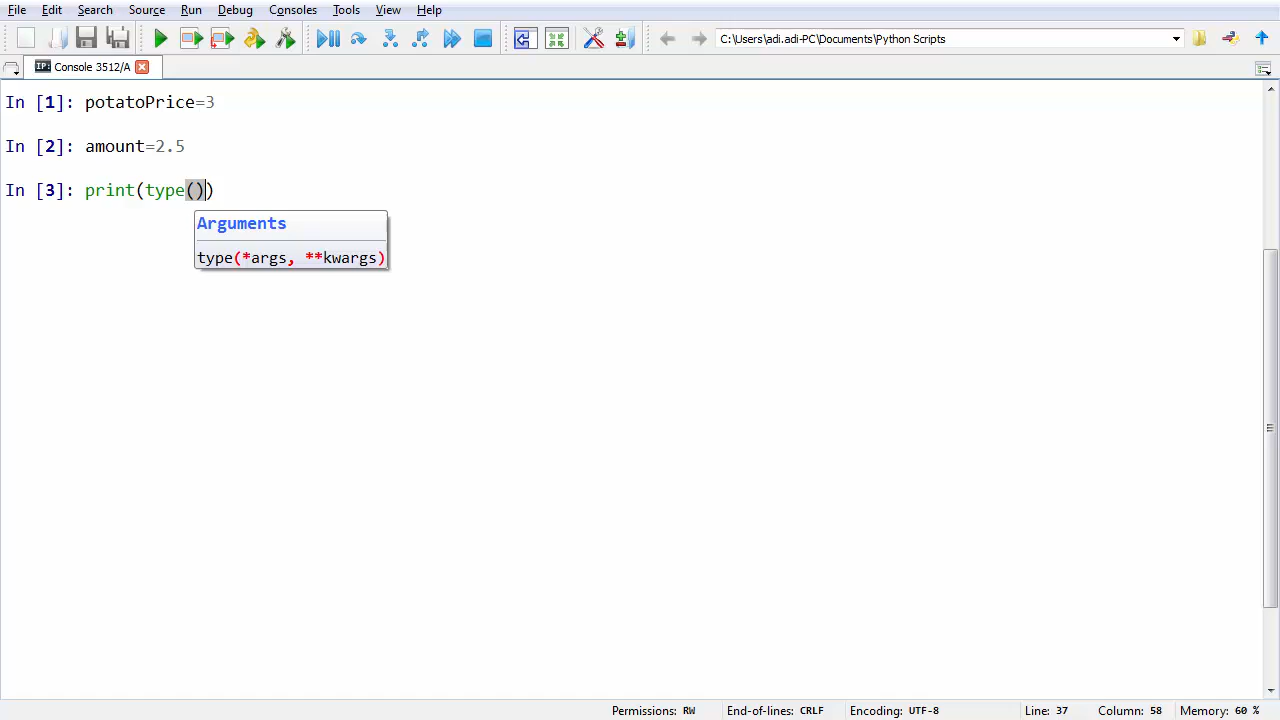 File Edit Search Source Run Debug Consoles Tools View Help
C:\Users\adi.adi-PC\Documents\Python Scripts
IP: Console 3512/A
In [1]: potatoPrice=3
In [2]: amount=2.5
In [3]: print(type())
Arguments
type(*args, **kwargs)
Permissions: RW End-of-lines: CRLF Encoding: UTF-8 Line: 37 Column: 58 Memory: 60 %